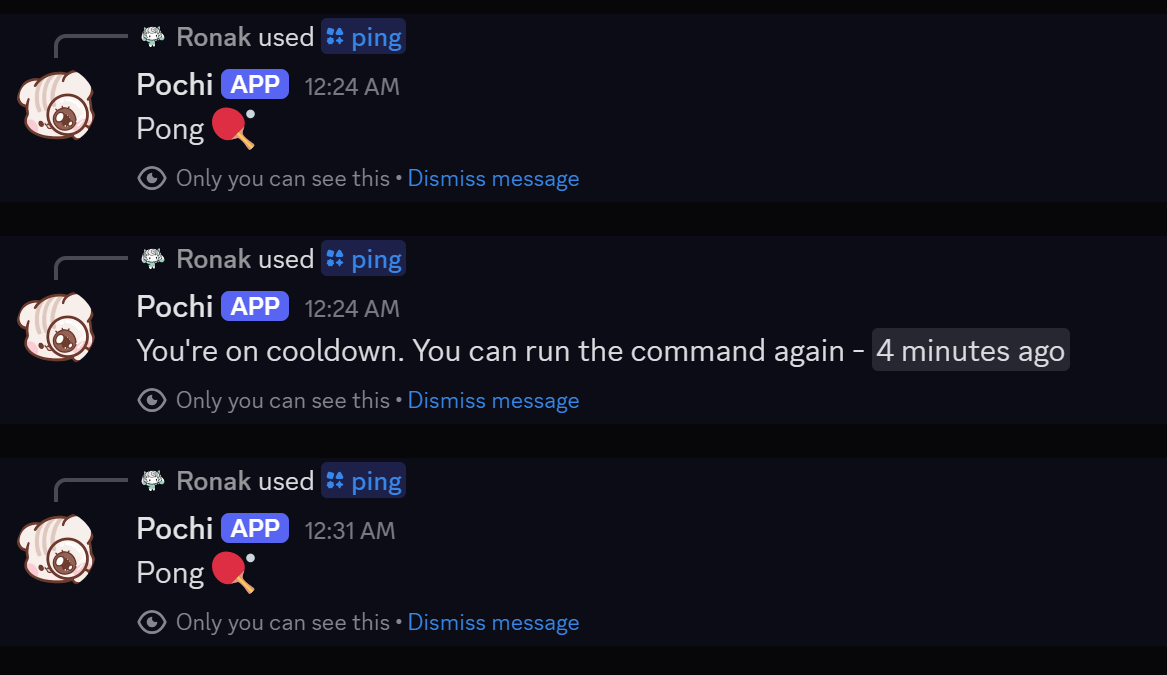 Ronak used ping
Pochi APP 12:24 AM
Pong
Only you can see this • Dismiss message
Ronak used ping
Pochi APP 12:24 AM
You're on cooldown. You can run the command again - 4 minutes ago
Only you can see this • Dismiss message
Ronak used ping
Pochi APP 12:31 AM
Pong
Only you can see this • Dismiss message